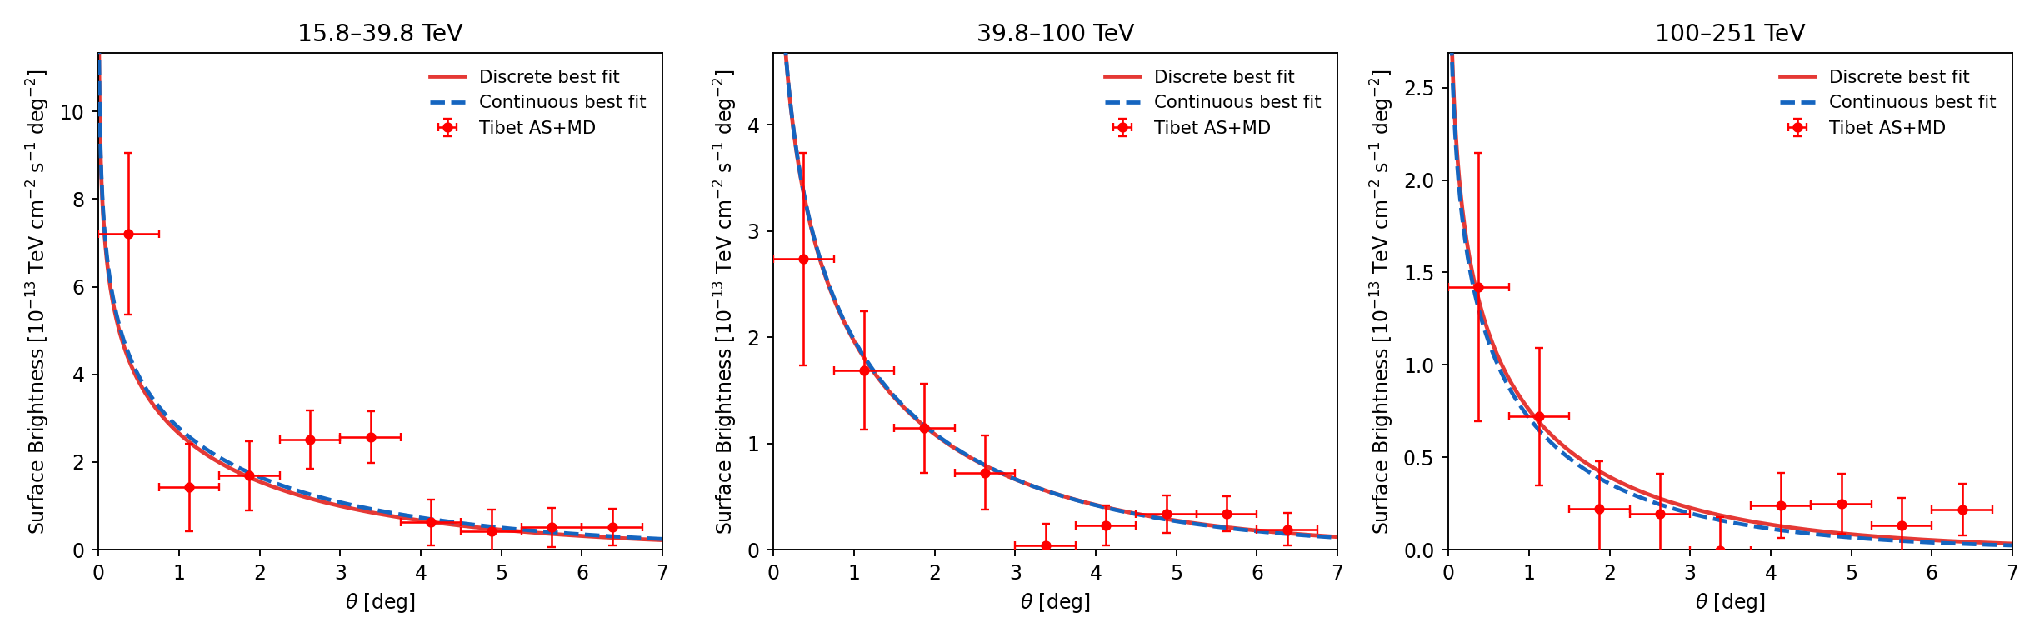 15.8–39.8 TeV
Surface Brightness [10⁻¹³ TeV cm⁻² s⁻¹ deg⁻²]
10
8
6
4
2
0
Discrete best fit
Continuous best fit
Tibet AS+MD
0 1 2 3 4 5 6 7
θ [deg]
39.8–100 TeV
Surface Brightness [10⁻¹³ TeV cm⁻² s⁻¹ deg⁻²]
4
3
2
1
0
Discrete best fit
Continuous best fit
Tibet AS+MD
0 1 2 3 4 5 6 7
θ [deg]
100–251 TeV
Surface Brightness [10⁻¹³ TeV cm⁻² s⁻¹ deg⁻²]
2.5
2.0
1.5
1.0
0.5
0.0
Discrete best fit
Continuous best fit
Tibet AS+MD
0 1 2 3 4 5 6 7
θ [deg]